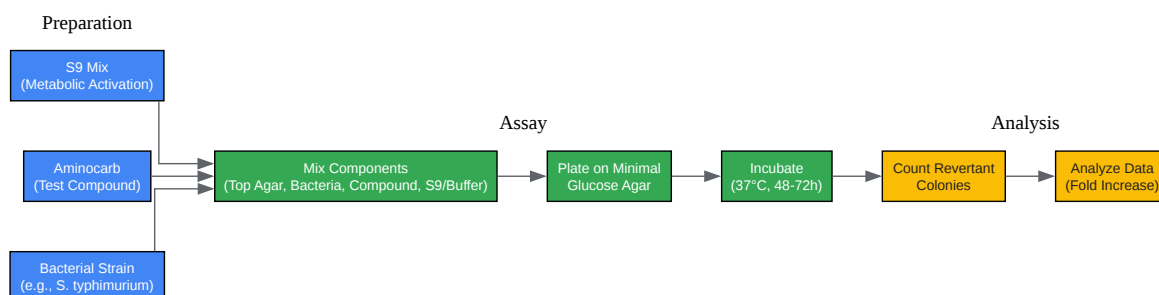 Preparation
S9 Mix
(Metabolic Activation)
Aminocarb
(Test Compound)
Bacterial Strain
(e.g., S. typhimurium)
Assay
Mix Components
(Top Agar, Bacteria, Compound, S9/Buffer)
Plate on Minimal
Glucose Agar
Incubate
(37°C, 48-72h)
Analysis
Count Revertant
Colonies
Analyze Data
(Fold Increase)